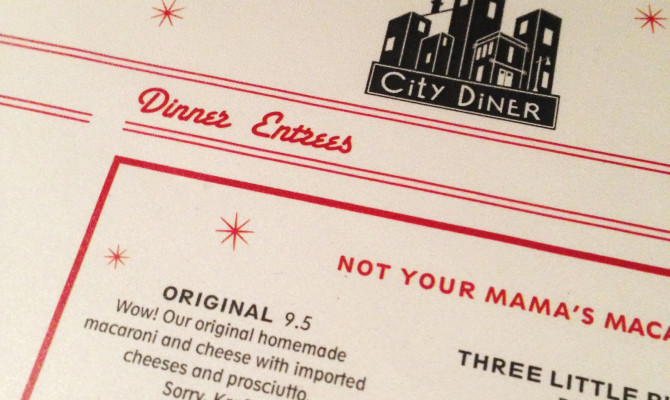 City Diner
Dinner Entrees
NOT YOUR MAMA'S
ORIGINAL 9.5
Wow! Our original homemade
macaroni and cheese with imported
cheeses and prosciutto
Sorry,
THREE LITTLE